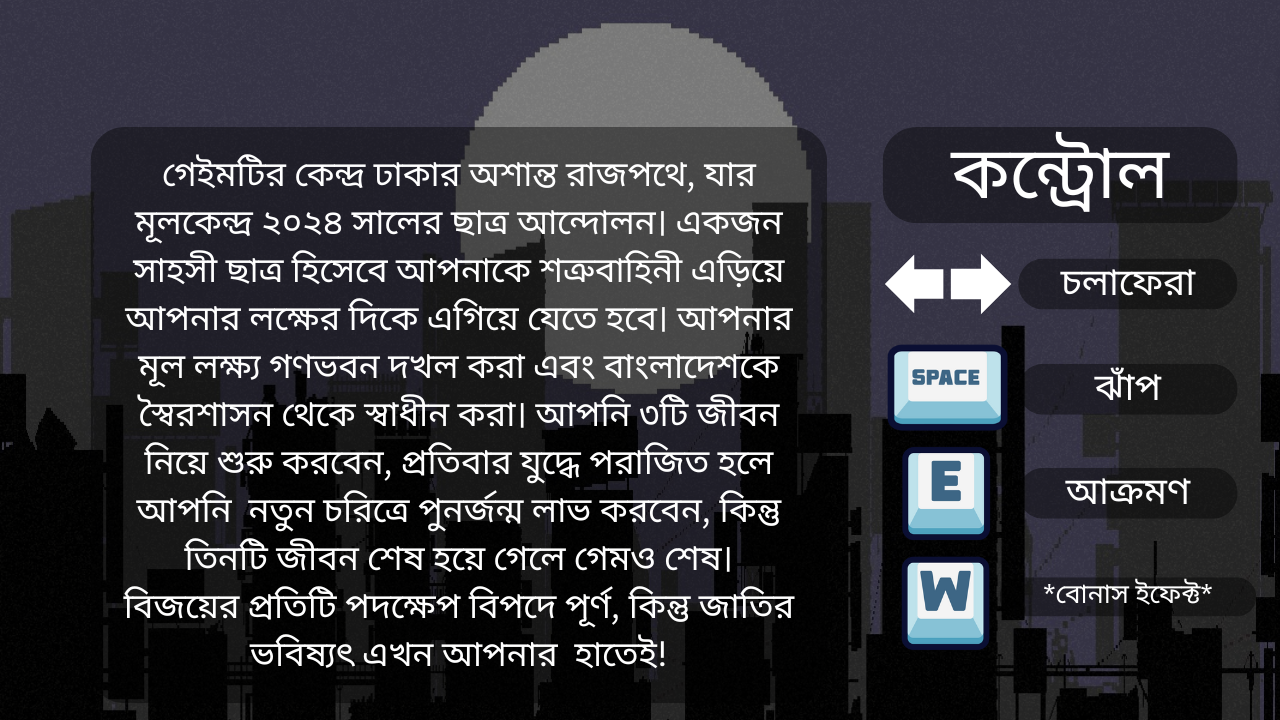 গেইমটির কেন্দ্র ঢাকার অশান্ত রাজপথে, যার
মূলকেন্দ্র ২০২৪ সালের ছাত্র আন্দোলন। একজন
সাহসী ছাত্র হিসেবে আপনাকে শত্রুবাহিনী এড়িয়ে
আপনার লক্ষের দিকে এগিয়ে যেতে হবে। আপনার
মূল লক্ষ্য গণভবন দখল করা এবং বাংলাদেশকে
স্বৈরশাসন থেকে স্বাধীন করা। আপনি ৩টি জীবন
নিয়ে শুরু করবেন, প্রতিবার যুদ্ধে পরাজিত হলে
আপনি  নতুন চরিত্রে পুনর্জন্ম লাভ করবেন, কিন্তু
তিনটি জীবন শেষ হয়ে গেলে গেমও শেষ।
বিজয়ের প্রতিটি পদক্ষেপ বিপদে পূর্ণ, কিন্তু জাতির
ভবিষ্যৎ এখন আপনার  হাতেই!
কন্ট্রোল
চলাফেরা
SPACE ঝাঁপ
E আক্রমণ
W *বোনাস ইফেক্ট*